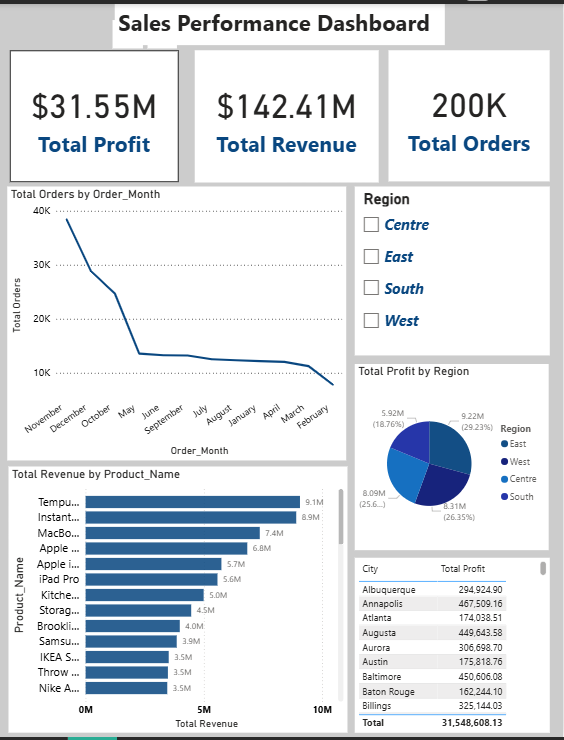 Sales Performance Dashboard
$31.55M
Total Profit
$142.41M
Total Revenue
200K
Total Orders
Total Orders by Order_Month
40K
30K
20K
10K
Total Orders
November
December
October
May
June
September
July
August
January
April
March
February
Order_Month
Region
Centre
East
South
West
Total Profit by Region
5.92M
(18.76%)
9.22M
(29.23%)
8.09M
(25.6...)
8.31M
(26.35%)
Region
East
West
Centre
South
Total Revenue by Product_Name
Product_Name
Tempu... 9.1M
Instant... 8.9M
MacBo... 7.4M
Apple ... 6.8M
Apple i... 5.7M
iPad Pro 5.6M
Kitche... 5.0M
Storag... 4.5M
Brookli... 4.0M
Samsu... 3.9M
IKEA S... 3.5M
Throw ... 3.5M
Nike A... 3.5M
0M 5M 10M
Total Revenue
City Total Profit
Albuquerque 294,924.90
Annapolis 467,509.16
Atlanta 174,038.51
Augusta 449,643.58
Aurora 306,698.70
Austin 175,818.76
Baltimore 450,606.08
Baton Rouge 162,244.10
Billings 325,144.03
Total 31,548,608.13